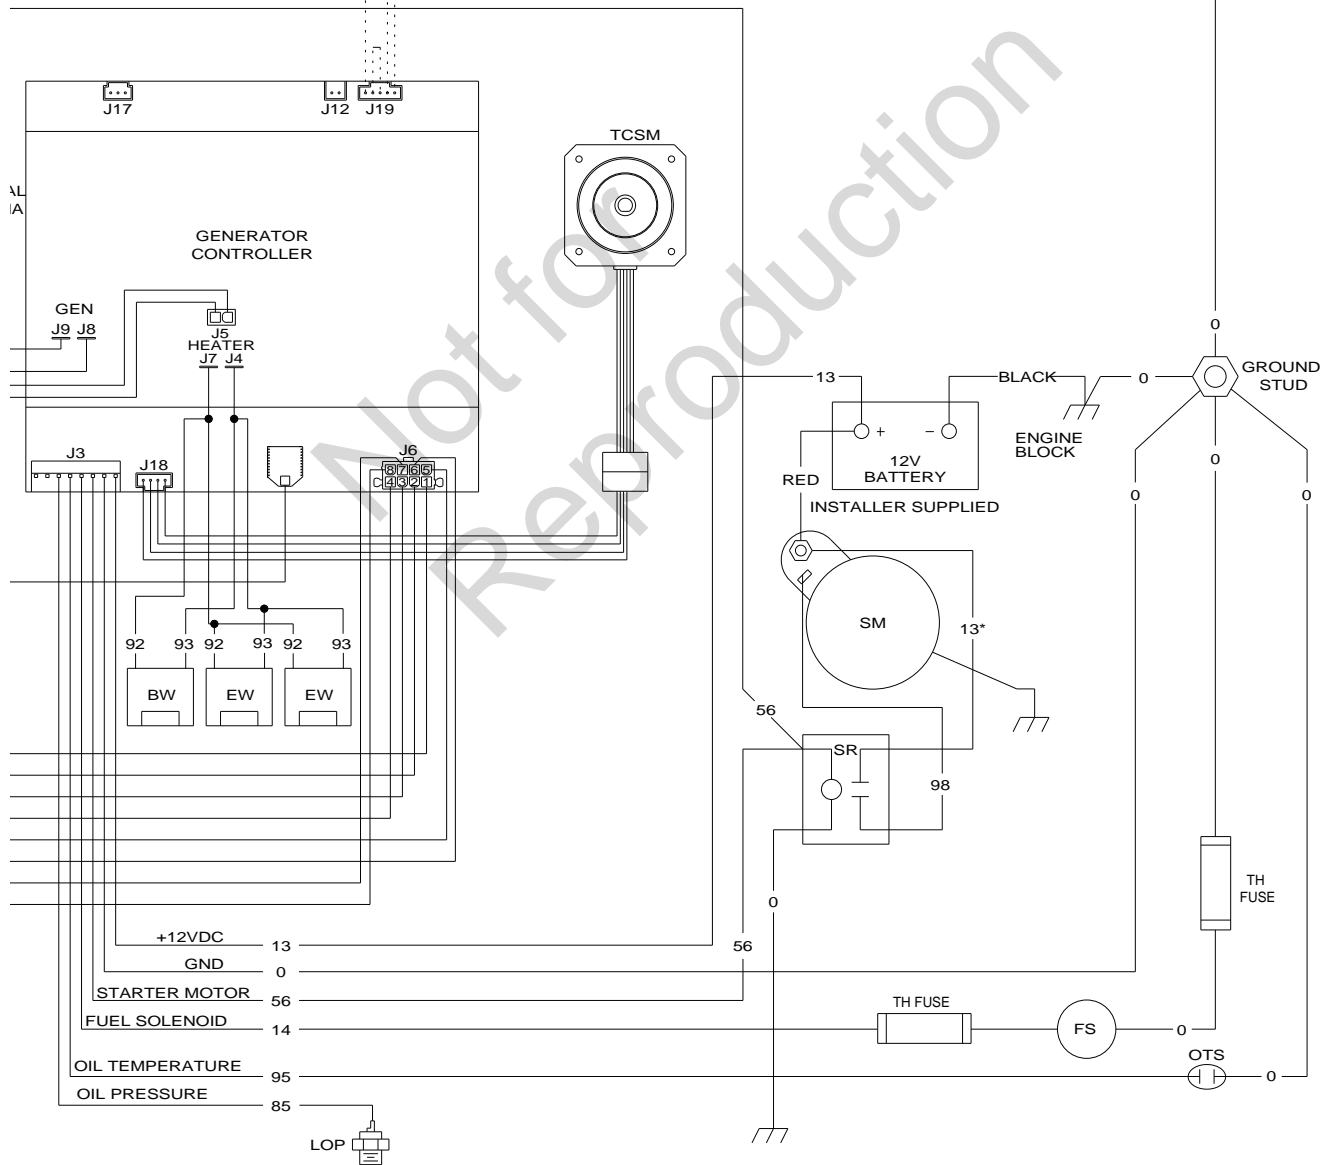 J17
J12
J19
TCSM
AL
IA
GENERATOR
CONTROLLER
GEN
J9 J8
J5
HEATER
J7 J4
0
GROUND
STUD
13
BLACK
0
+
-
12V
BATTERY
ENGINE
BLOCK
RED
INSTALLER SUPPLIED
0
0
0
J3
J18
J6
8 7 6 5
4 3 2 1
SM
13*
92
93
92
93
92
93
BW
EW
EW
56
SR
98
TH
FUSE
0
+12VDC
13
56
GND
0
STARTER MOTOR
56
TH FUSE
FUEL SOLENOID
14
FS
0
OTS
OIL TEMPERATURE
95
0
OIL PRESSURE
85
LOP
Not for
Reproduction